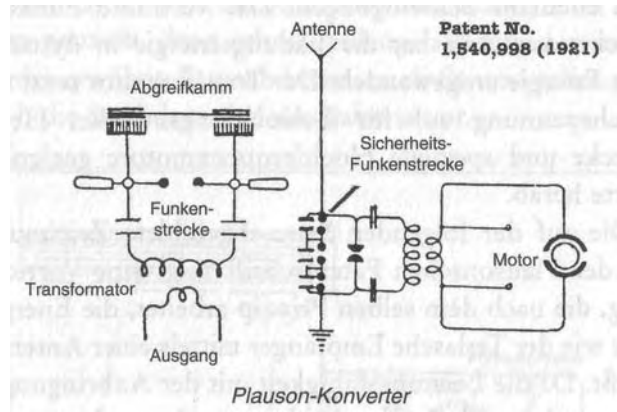 Antenne
Patent No.
1,540,998 (1921)
Abgreifkamm
Sicherheits-
Funkenstrecke
Funken-
strecke
Motor
Transformator
Ausgang
Plauson-Konverter